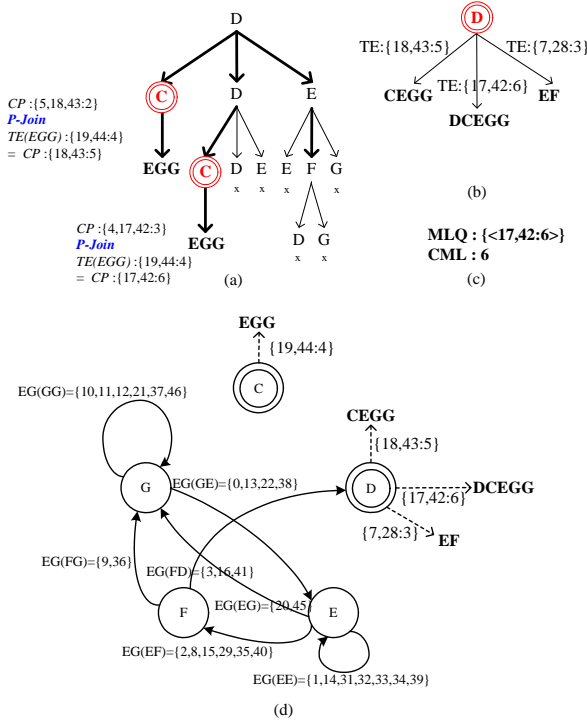 D
C
D
E
CP :{5,18,43:2}
P-Join
TE(EGG) :{19,44:4}
= CP :{18,43:5}
EGG
C
D
E
E
F
G
x
x
x
x
CP :{4,17,42:3}
P-Join
TE(EGG) :{19,44:4}
= CP :{17,42:6}
EGG
D
G
x
x
(a)
D
TE:{18,43:5}
TE:{7,28:3}
TE:{17,42:6}
CEGG
EF
DCEGG
(b)
MLQ : {<17,42:6>}
CML : 6
(c)
EGG
{19,44:4}
C
EG(GG)={10,11,12,21,37,46}
CEGG
{18,43:5}
G
EG(GE)={0,13,22,38}
D
DCEGG
{17,42:6}
{7,28:3}
EF
EG(FG)={9,36}
EG(FD)={3,16,41}
EG(EG)={20,45}
F
E
EG(EF)={2,8,15,29,35,40}
EG(EE)={1,14,31,32,33,34,39}
(d)